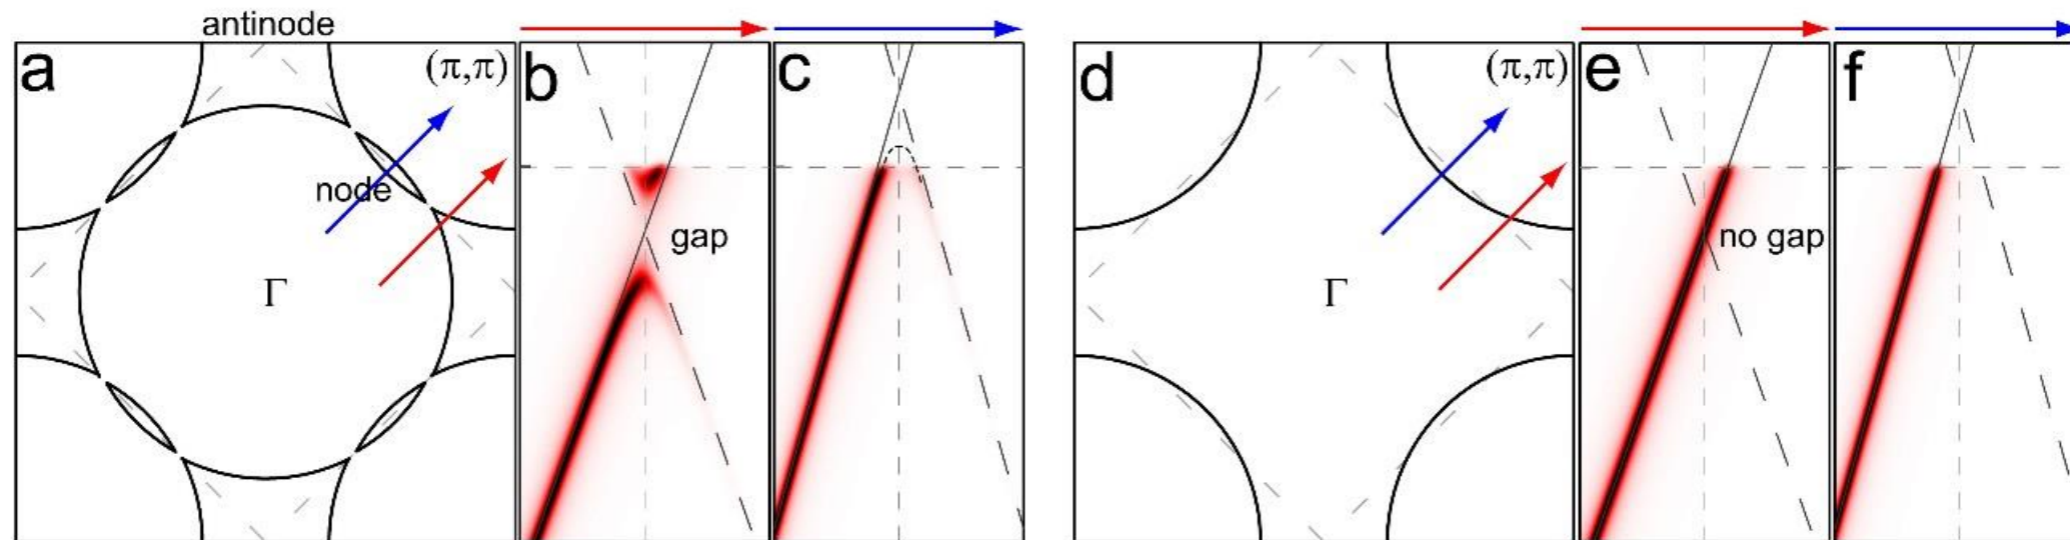 antinode
a
(π,π)
node
Γ
b
gap
c
d
(π,π)
Γ
e
no gap
f